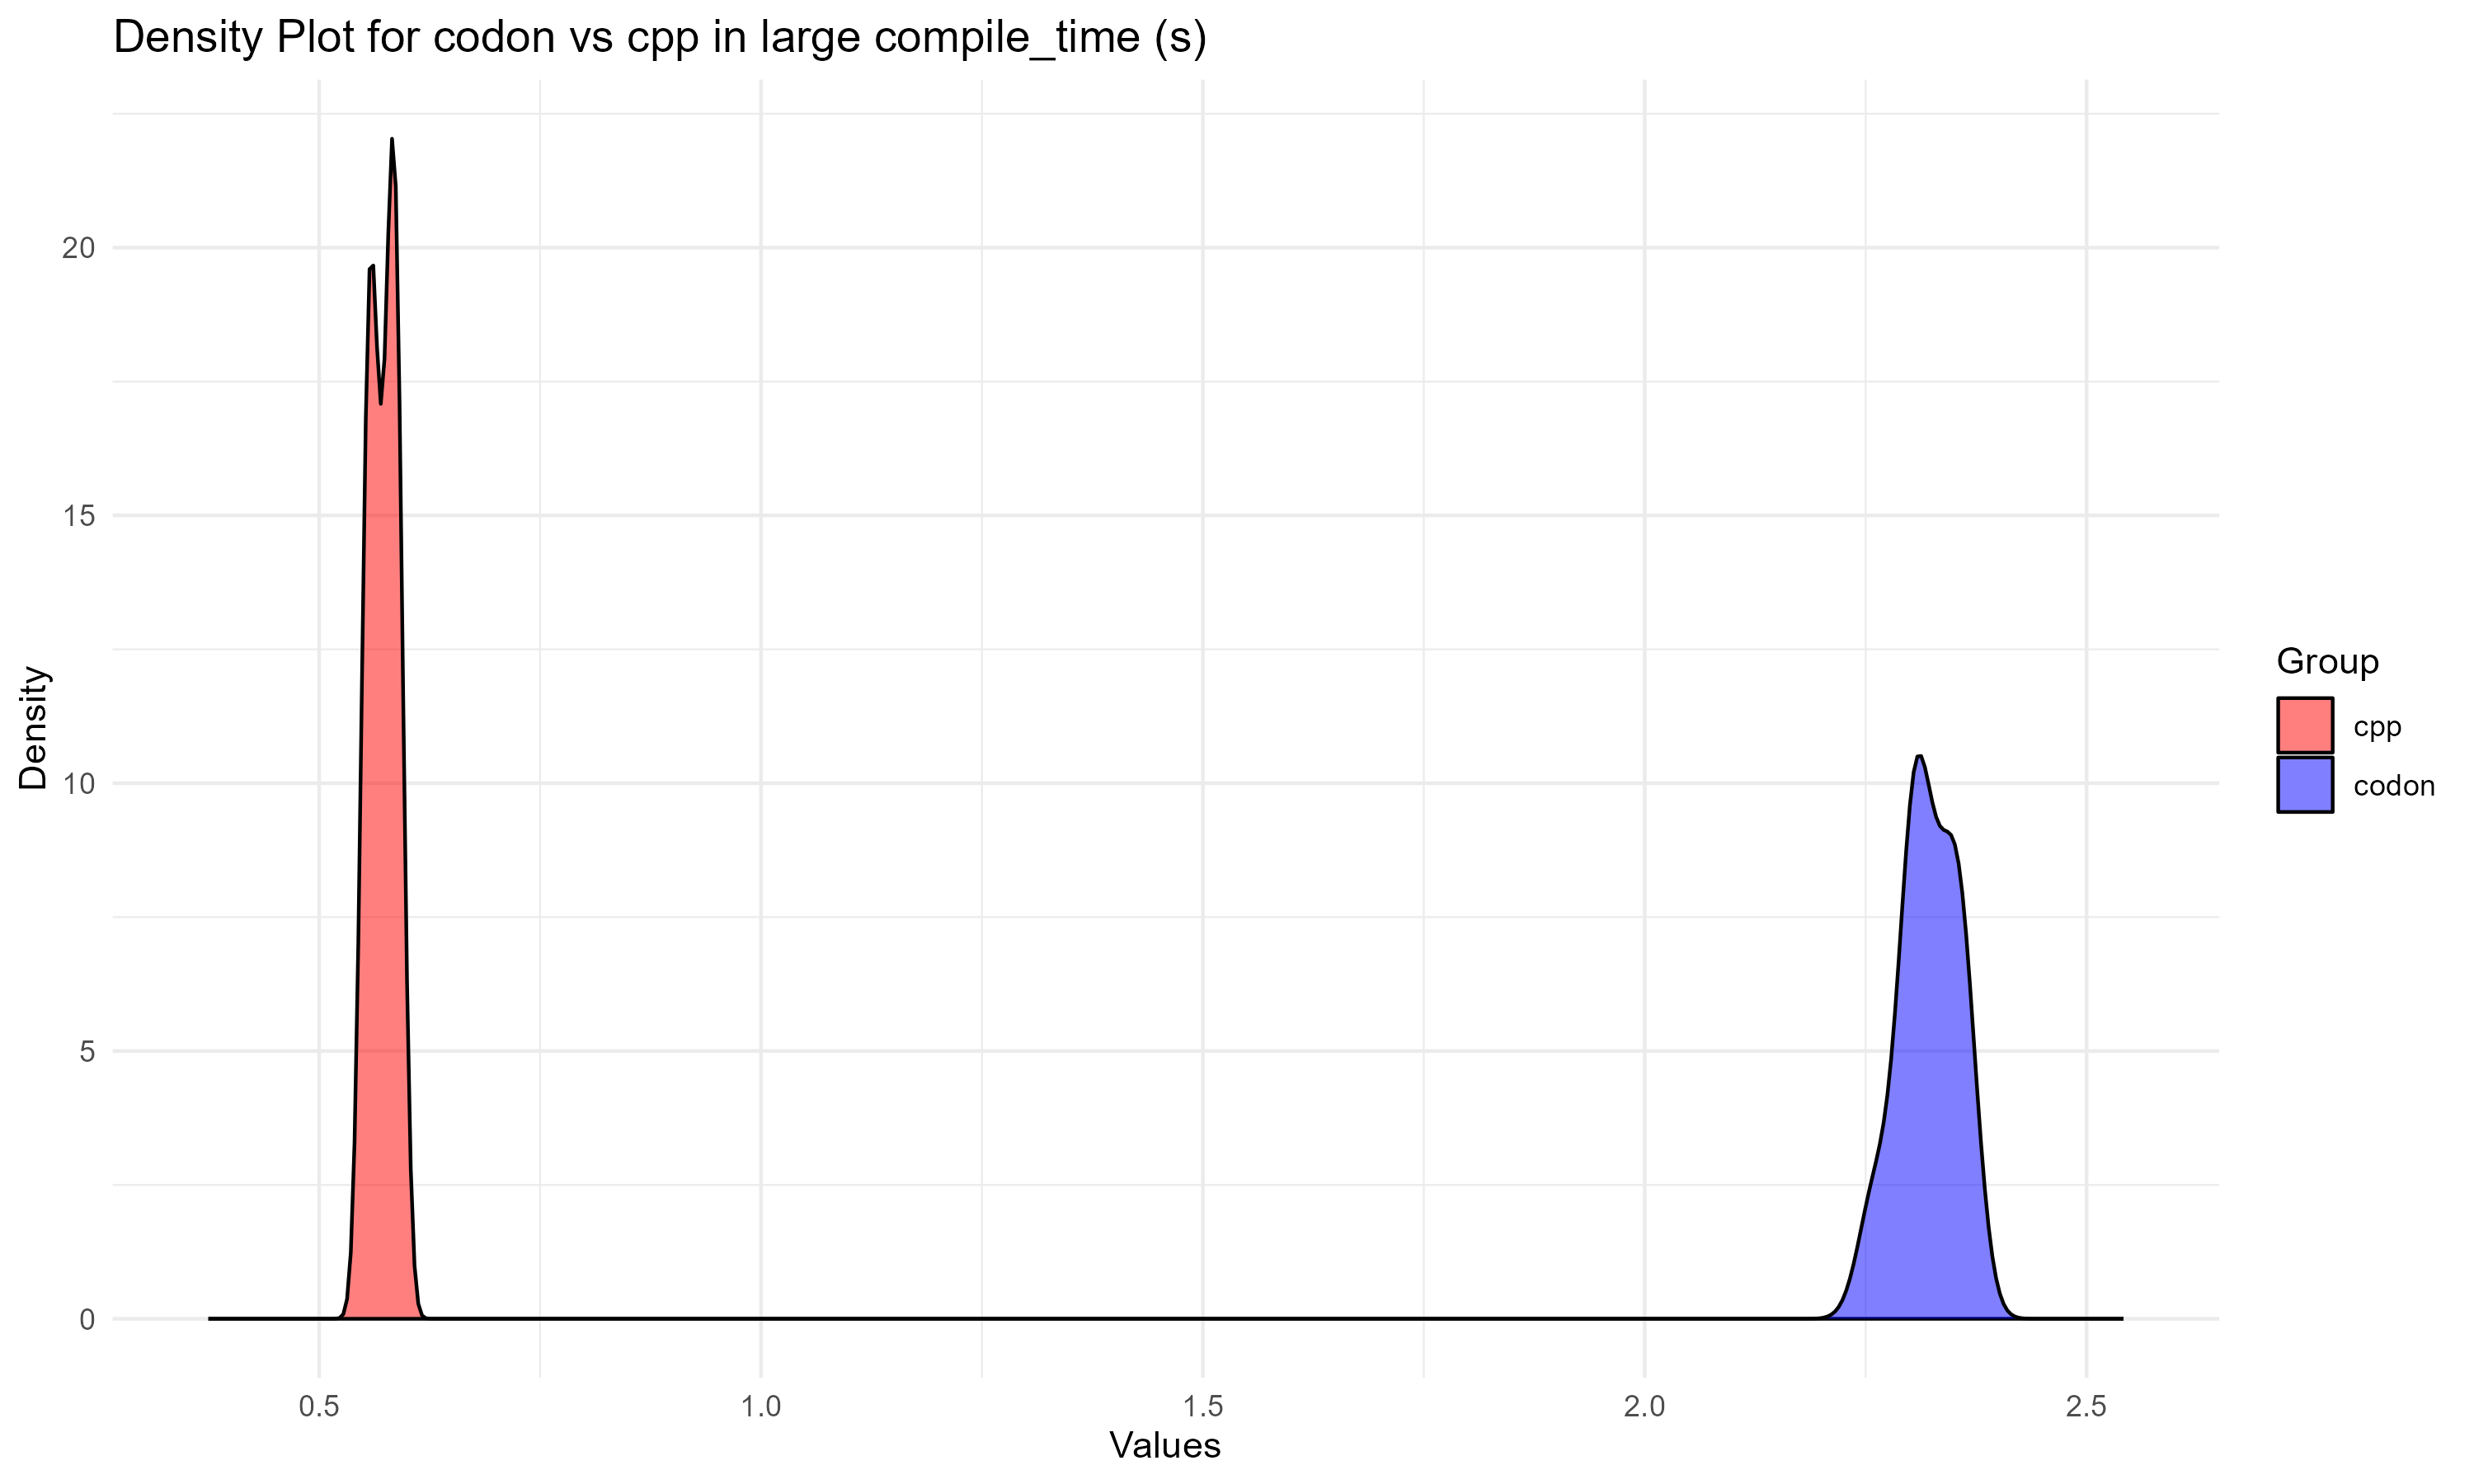 Density Plot for codon vs cpp in large compile_time (s)
Density
20
15
10
5
0
0.5 1.0 1.5 2.0 2.5
Values
Group
cpp
codon